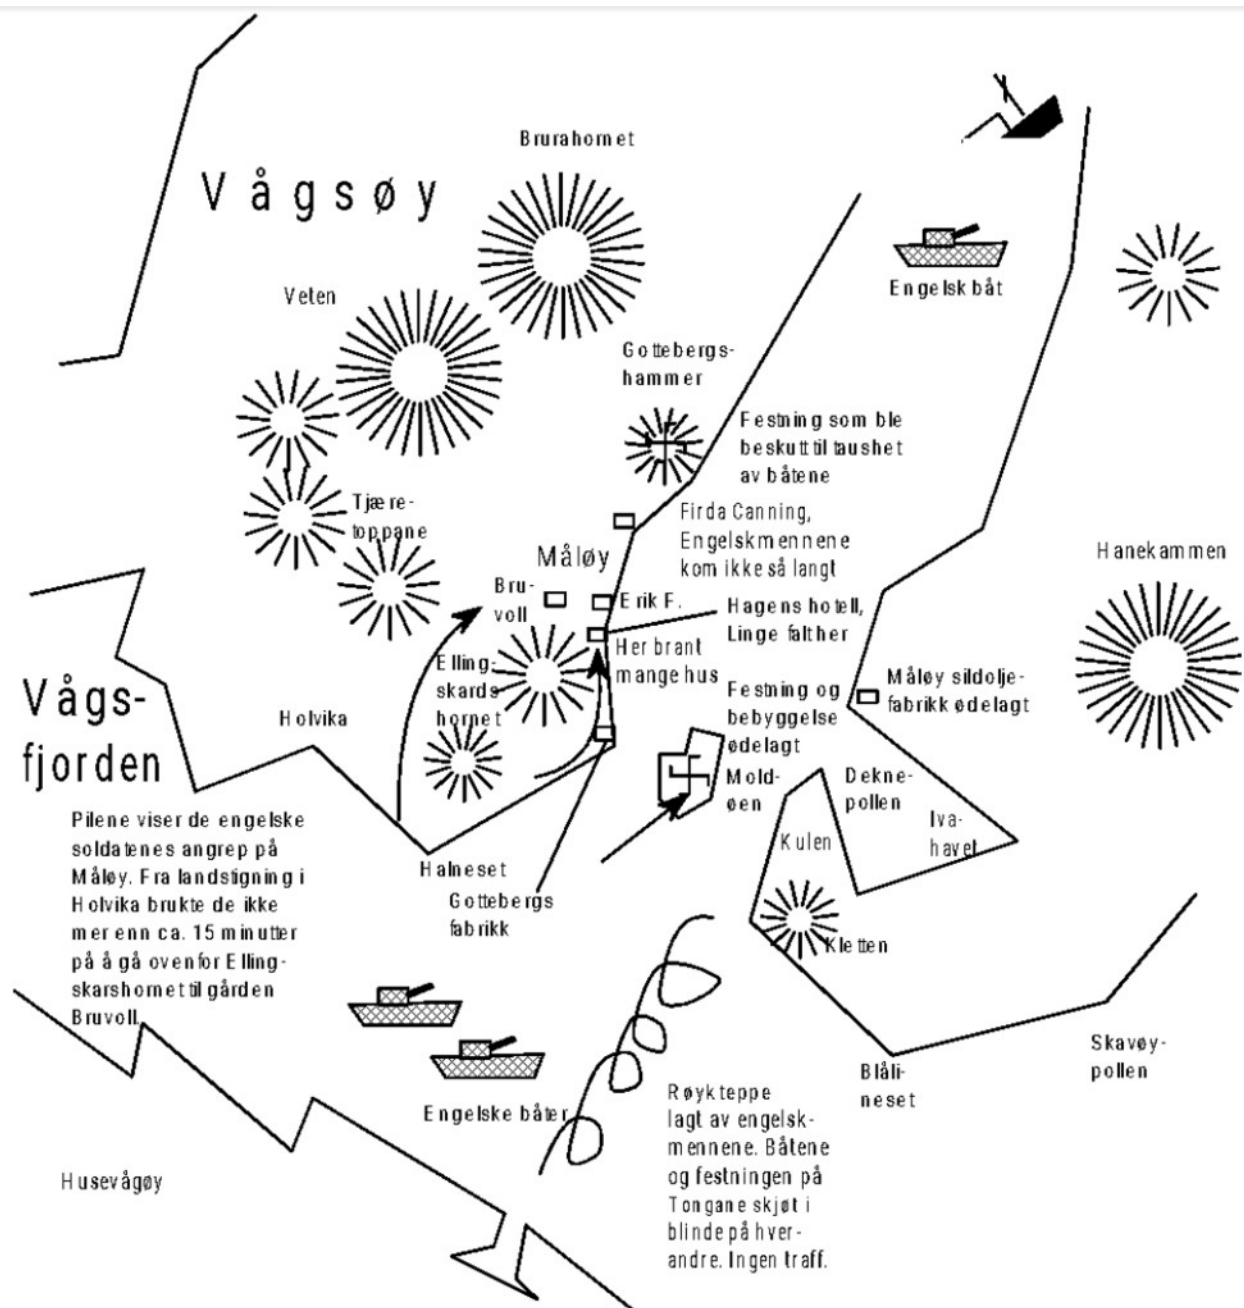 Brurahornet
Vågsøy
Veten
Engelsk båt
Gottebergs-
hammer
Festning som ble
beskutt til taushet
av båtene
Tjære-
toppane
Firda Canning,
Engelskmennene
kom ikke så langt
Hanekammen
Måløy
Bru-
voll
Erik F.
Hagens hotell,
Linge falt her
Her brant
mange hus
Elling-
skards
hornet
Festning og
bebyggelse
ødelagt
Måløy sildolje-
fabrikk ødelagt
Vågs-
fjorden
Holvika
Mold-
øen
Dekne-
pollen
Iva-
havet
Kulen
Pilene viser de engelske
soldatenes angrep på
Måløy. Fra landstigning i
Holvika brukte de ikke
mer enn ca. 15 minutter
på å gå ovenfor Elling-
skarshornet til gården
Bruvoll.
Halneset
Gottebergs
fabrikk
Kletten
Skavøy-
pollen
Blåli-
neset
Engelske båter
Røykteppe
lagt av engelsk-
mennene. Båtene
og festningen på
Tongane skjøt i
blinde på hver-
andre. Ingen traff.
Husevågøy